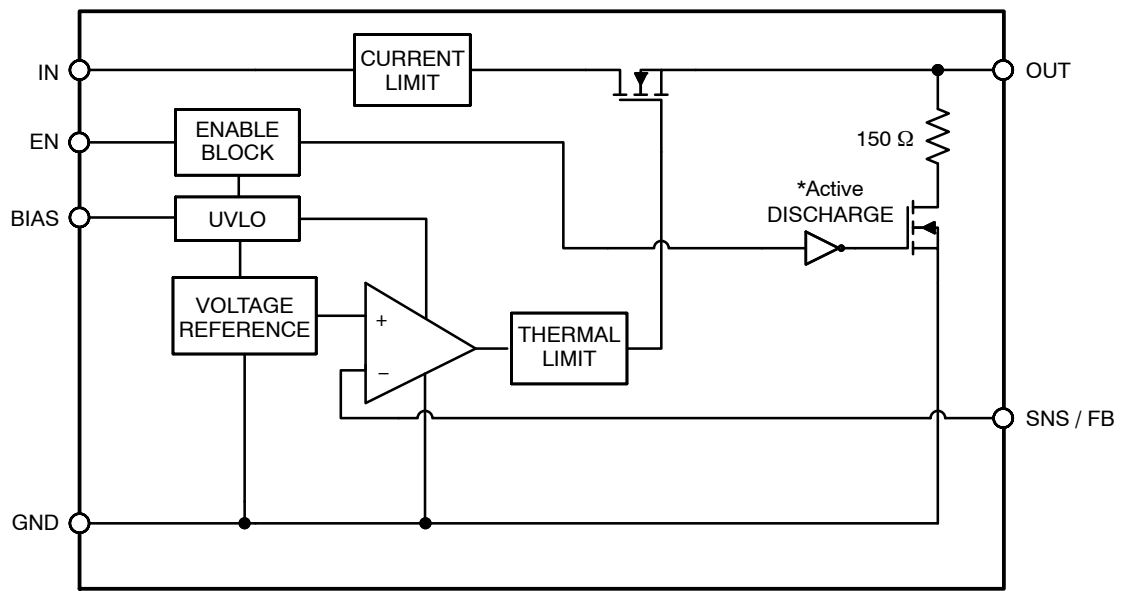 IN
CURRENT
LIMIT
OUT
EN
ENABLE
BLOCK
150 Ω
BIAS
UVLO
*Active
DISCHARGE
VOLTAGE
REFERENCE
+
−
THERMAL
LIMIT
SNS / FB
GND